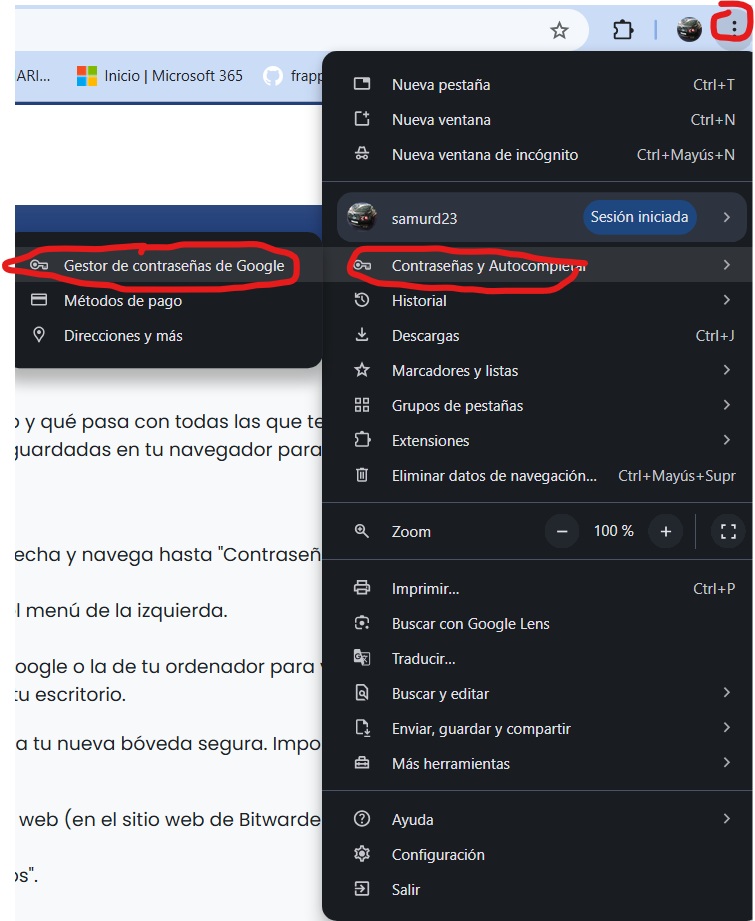 ARI...
Inicio | Microsoft 365
frapp
Nueva pestaña Ctrl+T
Nueva ventana Ctrl+N
Nueva ventana de incógnito Ctrl+Mayús+N
samurd23 Sesión iniciada
Contraseñas y Autocompletar
Gestor de contraseñas de Google
Métodos de pago
Direcciones y más
Historial
Descargas Ctrl+J
Marcadores y listas
Grupos de pestañas
Extensiones
Eliminar datos de navegación... Ctrl+Mayús+Supr
Zoom − 100 % +
Imprimir... Ctrl+P
Buscar con Google Lens
Traducir...
Buscar y editar
Enviar, guardar y compartir
Más herramientas
Ayuda
Configuración
Salir
o y qué pasa con todas las que te
guardadas en tu navegador para
echa y navega hasta "Contraseñ
l menú de la izquierda.
oogle o la de tu ordenador para
tu escritorio.
a tu nueva bóveda segura. Impo
web (en el sitio web de Bitwarde
os".